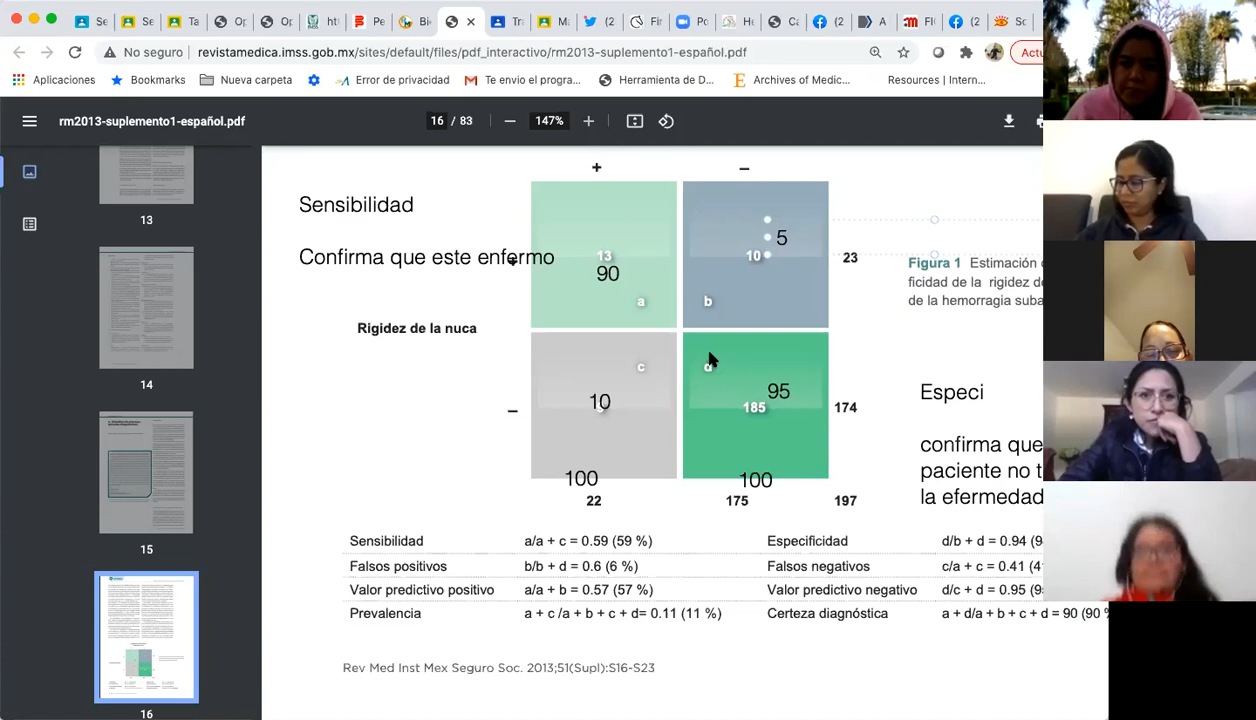 No seguro
revistamedica.imss.gob.mx/sites/default/files/pdf_interactivo/rm2013-suplemento1-español.pdf
Aplicaciones
Bookmarks
Nueva carpeta
Error de privacidad
Te envio el progra...
Herramienta de D...
Archives of Medic...
Resources | Intern...
rm2013-suplemento1-español.pdf
16 / 83
147%
13
14
15
16
+ −
Sensibilidad
Confirma que este enfermo
13
90
a
10
5
b
23
Rigidez de la nuca
c
10
100
d
95
185
100
−
174
22
175
197
Figura 1 Estimación
ficidad de la rigidez d
de la hemorragia suba
Especi
confirma que
paciente no t
la efermedad
Sensibilidad a/a + c = 0.59 (59 %) Especificidad d/b + d = 0.94 (9
Falsos positivos b/b + d = 0.6 (6 %) Falsos negativos c/a + c = 0.41 (4
Valor predictivo positivo a/a + b = 0.57 (57 %) Valor predictivo negativo d/c + d = 0.95 (9
Prevalencia a + c /a + b + c + d= 0.11 (11 %) Certeza diagnóstica a + d/a + b + c + d = 90 (90 %
Rev Med Inst Mex Seguro Soc. 2013;51(Supl):S16-S23